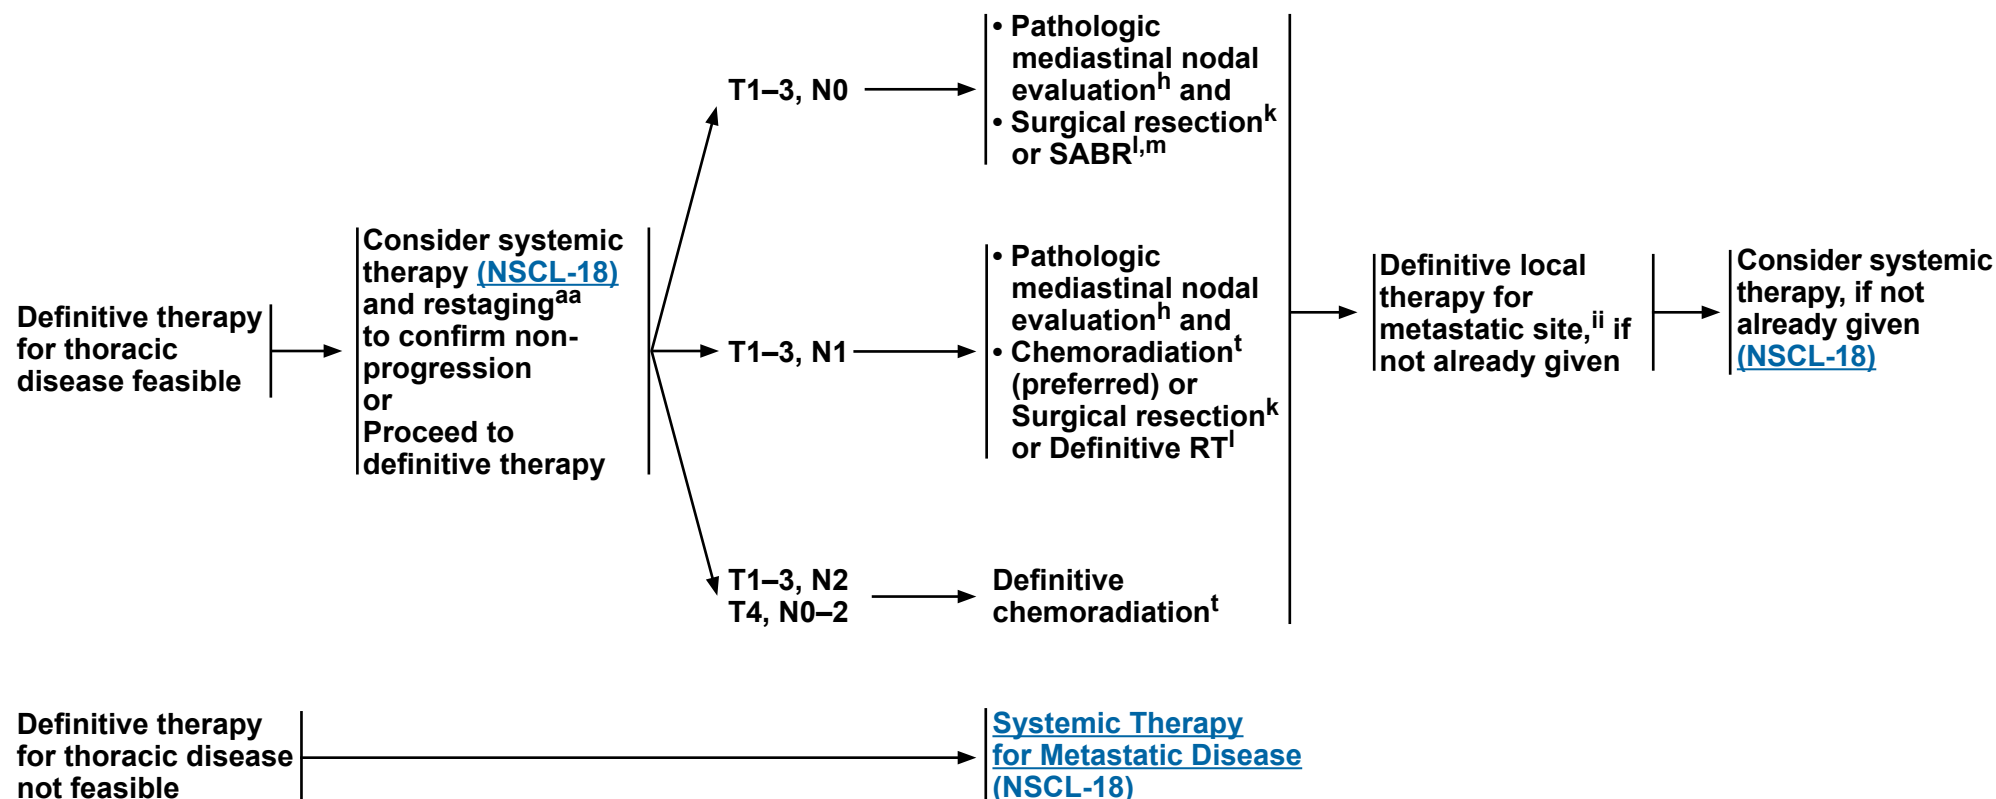 Definitive therapy
for thoracic
disease feasible
Consider systemic
therapy (NSCL-18)
and restagingaa
to confirm non-
progression
or
Proceed to
definitive therapy
T1–3, N0
• Pathologic
mediastinal nodal
evaluationh and
• Surgical resectionk
or SABRl,m
T1–3, N1
• Pathologic
mediastinal nodal
evaluationh and
• Chemoradiationt
(preferred) or
Surgical resectionk
or Definitive RTl
T1–3, N2
T4, N0–2
Definitive
chemoradiationt
Definitive local
therapy for
metastatic site,ii if
not already given
Consider systemic
therapy, if not
already given
(NSCL-18)
Definitive therapy
for thoracic disease
not feasible
Systemic Therapy
for Metastatic Disease
(NSCL-18)